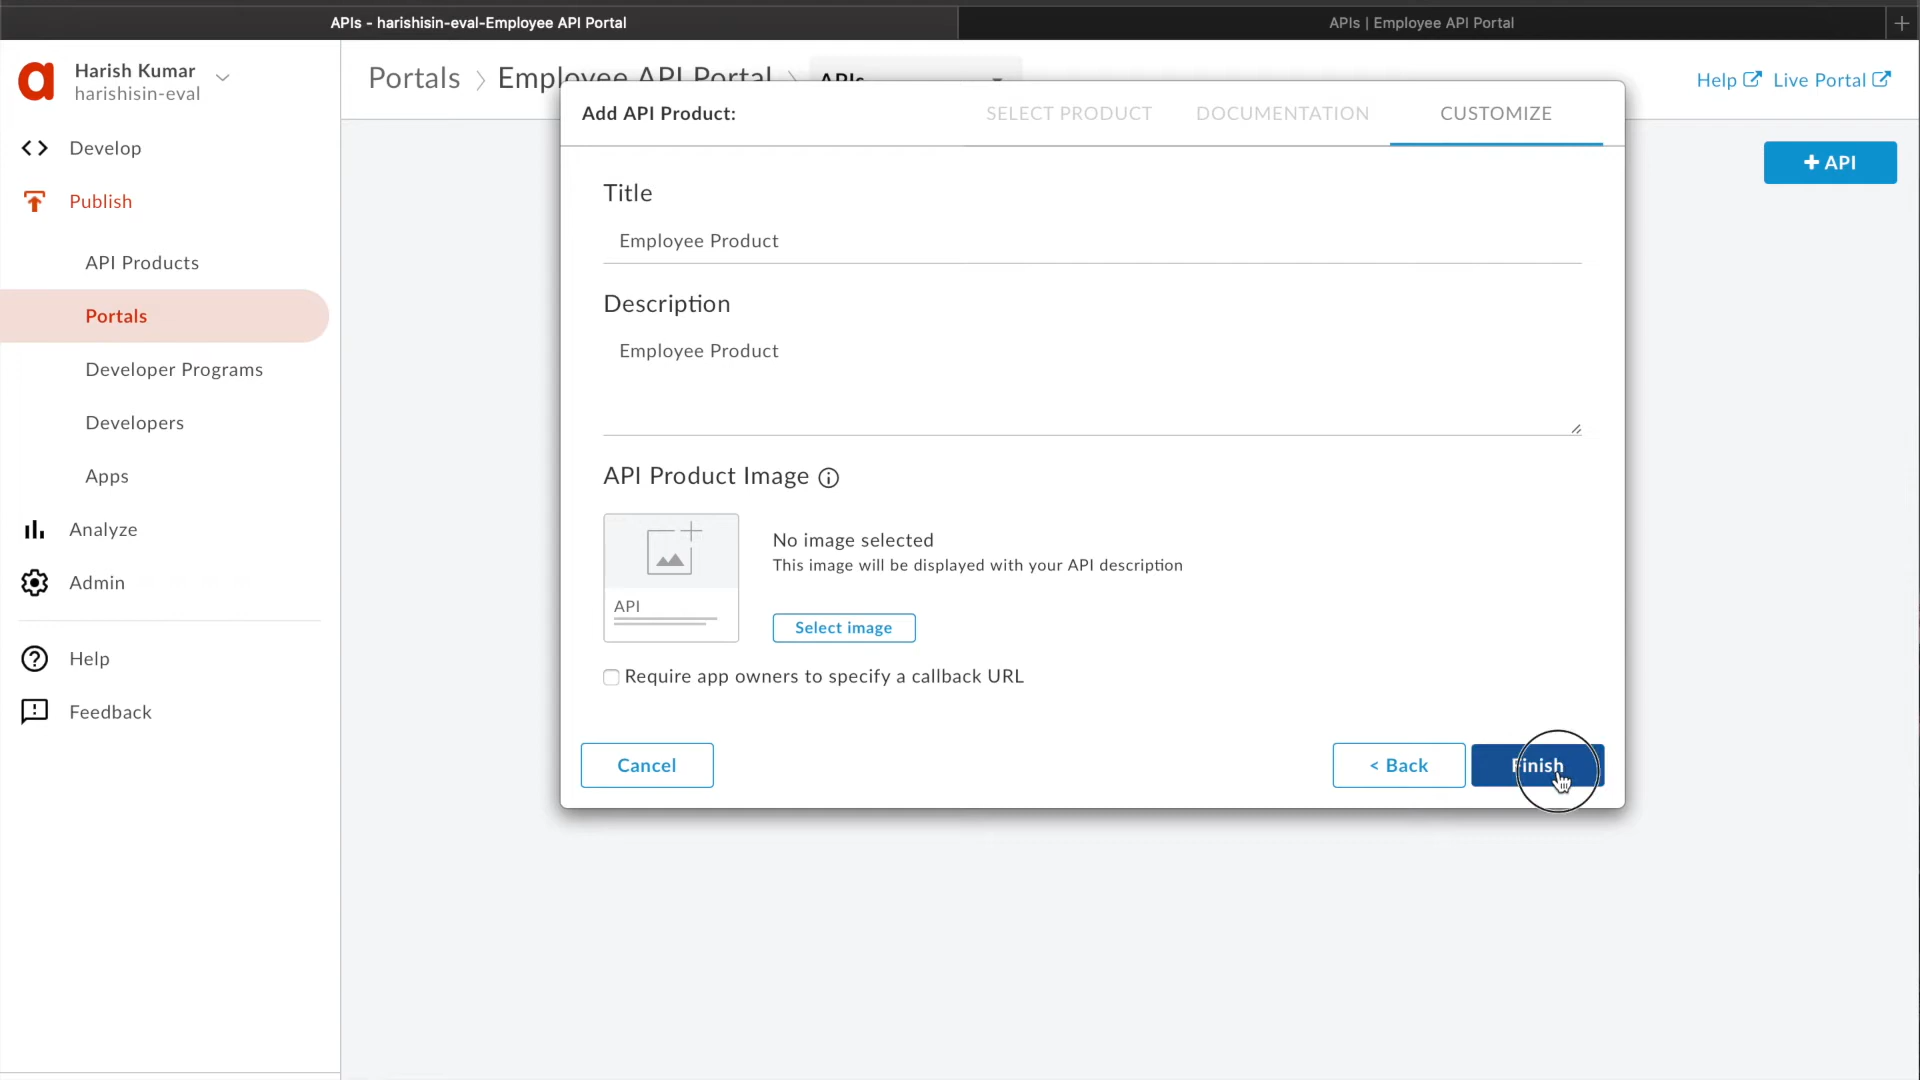 APIs - harishisin-eval-Employee API Portal
APIs | Employee API Portal
Harish Kumar
harishisin-eval
Portals
Employee API Portal
APIs
Help
Live Portal
Develop
Publish
API Products
Portals
Developer Programs
Developers
Apps
Analyze
Admin
Help
Feedback
+ API
Add API Product:
SELECT PRODUCT
DOCUMENTATION
CUSTOMIZE
Title
Employee Product
Description
Employee Product
API Product Image
API
No image selected
This image will be displayed with your API description
Select image
Require app owners to specify a callback URL
Cancel
< Back
Finish